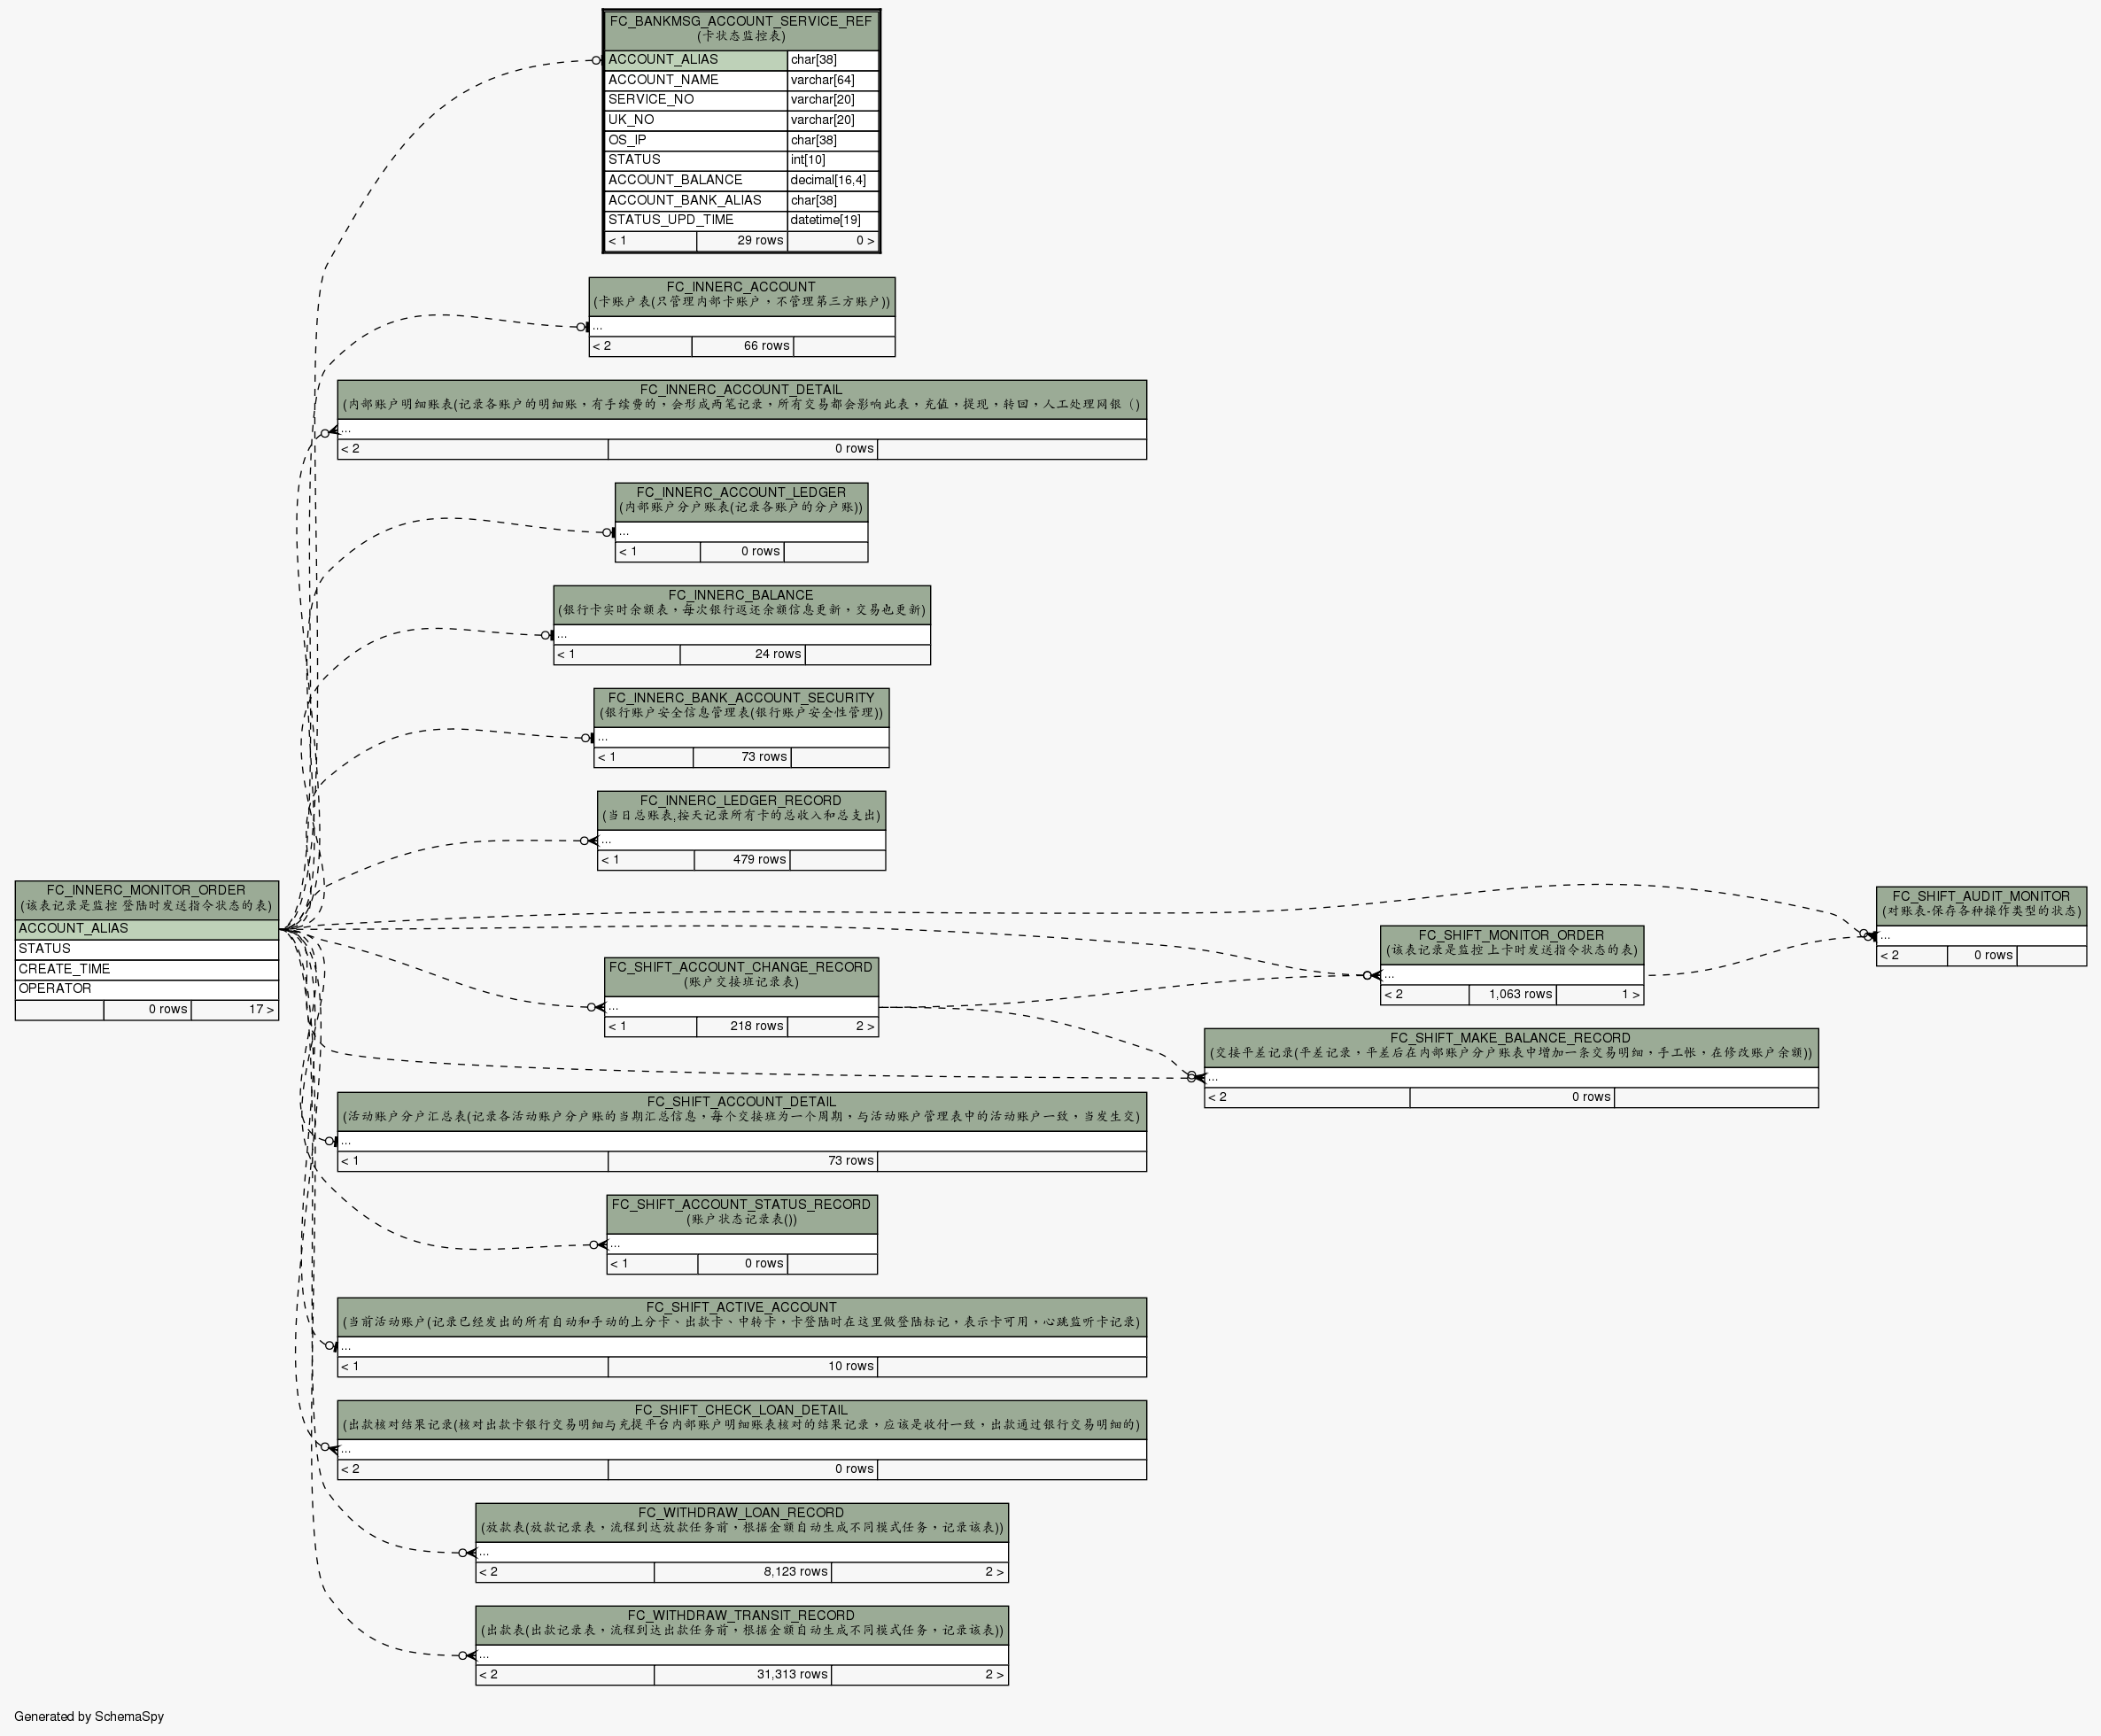 FC_BANKMSG_ACCOUNT_SERVICE_REF
(卡状态监控表)
ACCOUNT_ALIAS char[38]
ACCOUNT_NAME varchar[64]
SERVICE_NO varchar[20]
UK_NO varchar[20]
OS_IP char[38]
STATUS int[10]
ACCOUNT_BALANCE decimal[16,4]
ACCOUNT_BANK_ALIAS char[38]
STATUS_UPD_TIME datetime[19]
< 1 29 rows 0 >
FC_INNERC_ACCOUNT
(卡账户表(只管理内部卡账户，不管理第三方账户))
...
< 2 66 rows
FC_INNERC_ACCOUNT_DETAIL
(内部账户明细账表(记录各账户的明细账，有手续费的，会形成两笔记录，所有交易都会影响此表，充值，提现，转回，人工处理网银（)
...
< 2 0 rows
FC_INNERC_ACCOUNT_LEDGER
(内部账户分户账表(记录各账户的分户账))
...
< 1 0 rows
FC_INNERC_BALANCE
(银行卡实时余额表，每次银行返还余额信息更新，交易也更新)
...
< 1 24 rows
FC_INNERC_BANK_ACCOUNT_SECURITY
(银行账户安全信息管理表(银行账户安全性管理))
...
< 1 73 rows
FC_INNERC_LEDGER_RECORD
(当日总账表,按天记录所有卡的总收入和总支出)
...
< 1 479 rows
FC_INNERC_MONITOR_ORDER
(该表记录是监控 登陆时发送指令状态的表)
ACCOUNT_ALIAS
STATUS
CREATE_TIME
OPERATOR
0 rows 17 >
FC_SHIFT_AUDIT_MONITOR
(对账表-保存各种操作类型的状态)
...
< 2 0 rows
FC_SHIFT_MONITOR_ORDER
(该表记录是监控 上卡时发送指令状态的表)
...
< 2 1,063 rows 1 >
FC_SHIFT_ACCOUNT_CHANGE_RECORD
(账户交接班记录表)
...
< 1 218 rows 2 >
FC_SHIFT_MAKE_BALANCE_RECORD
(交接平差记录(平差记录，平差后在内部账户分户账表中增加一条交易明细，手工帐，在修改账户余额))
...
< 2 0 rows
FC_SHIFT_ACCOUNT_DETAIL
(活动账户分户汇总表(记录各活动账户分户账的当期汇总信息，每个交接班为一个周期，与活动账户管理表中的活动账户一致，当发生交)
...
< 1 73 rows
FC_SHIFT_ACCOUNT_STATUS_RECORD
(账户状态记录表())
...
< 1 0 rows
FC_SHIFT_ACTIVE_ACCOUNT
(当前活动账户(记录已经发出的所有自动和手动的上分卡、出款卡、中转卡，卡登陆时在这里做登陆标记，表示卡可用，心跳监听卡记录)
...
< 1 10 rows
FC_SHIFT_CHECK_LOAN_DETAIL
(出款核对结果记录(核对出款卡银行交易明细与充提平台内部账户明细账表核对的结果记录，应该是收付一致，出款通过银行交易明细的)
...
< 2 0 rows
FC_WITHDRAW_LOAN_RECORD
(放款表(放款记录表，流程到达放款任务前，根据金额自动生成不同模式任务，记录该表))
...
< 2 8,123 rows 2 >
FC_WITHDRAW_TRANSIT_RECORD
(出款表(出款记录表，流程到达出款任务前，根据金额自动生成不同模式任务，记录该表))
...
< 2 31,313 rows 2 >
Generated by SchemaSpy